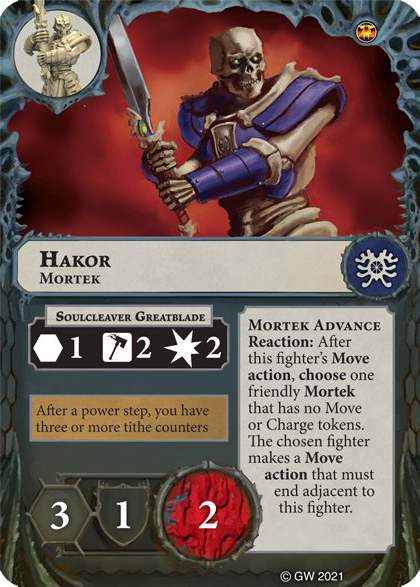 HAKOR
MORTEK
SOULCLEAVER GREATBLADE
1 2 2
After a power step, you have
three or more tithe counters
MORTEK ADVANCE
Reaction: After
this fighter's Move
action, choose one
friendly Mortek
that has no Move
or Charge tokens.
The chosen fighter
makes a Move
action that must
end adjacent to
this fighter.
3 1 2
© GW 2021